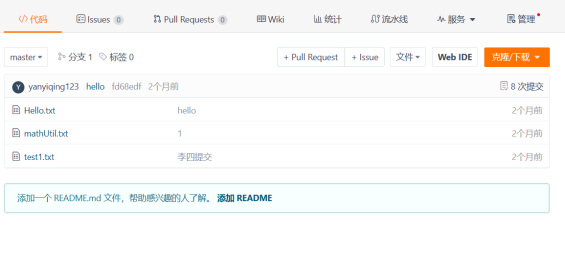 代码 Issues 0 Pull Requests 0 Wiki 统计 流水线 服务 管理
master 分支 1 标签 0 + Pull Request + Issue 文件 Web IDE 克隆/下载
Y yanyiqing123 hello fd68edf 2个月前 8 次提交
Hello.txt hello 2个月前
mathUtil.txt 1 2个月前
test1.txt 李四提交 2个月前
添加一个 README.md 文件，帮助感兴趣的人了解。 添加 README